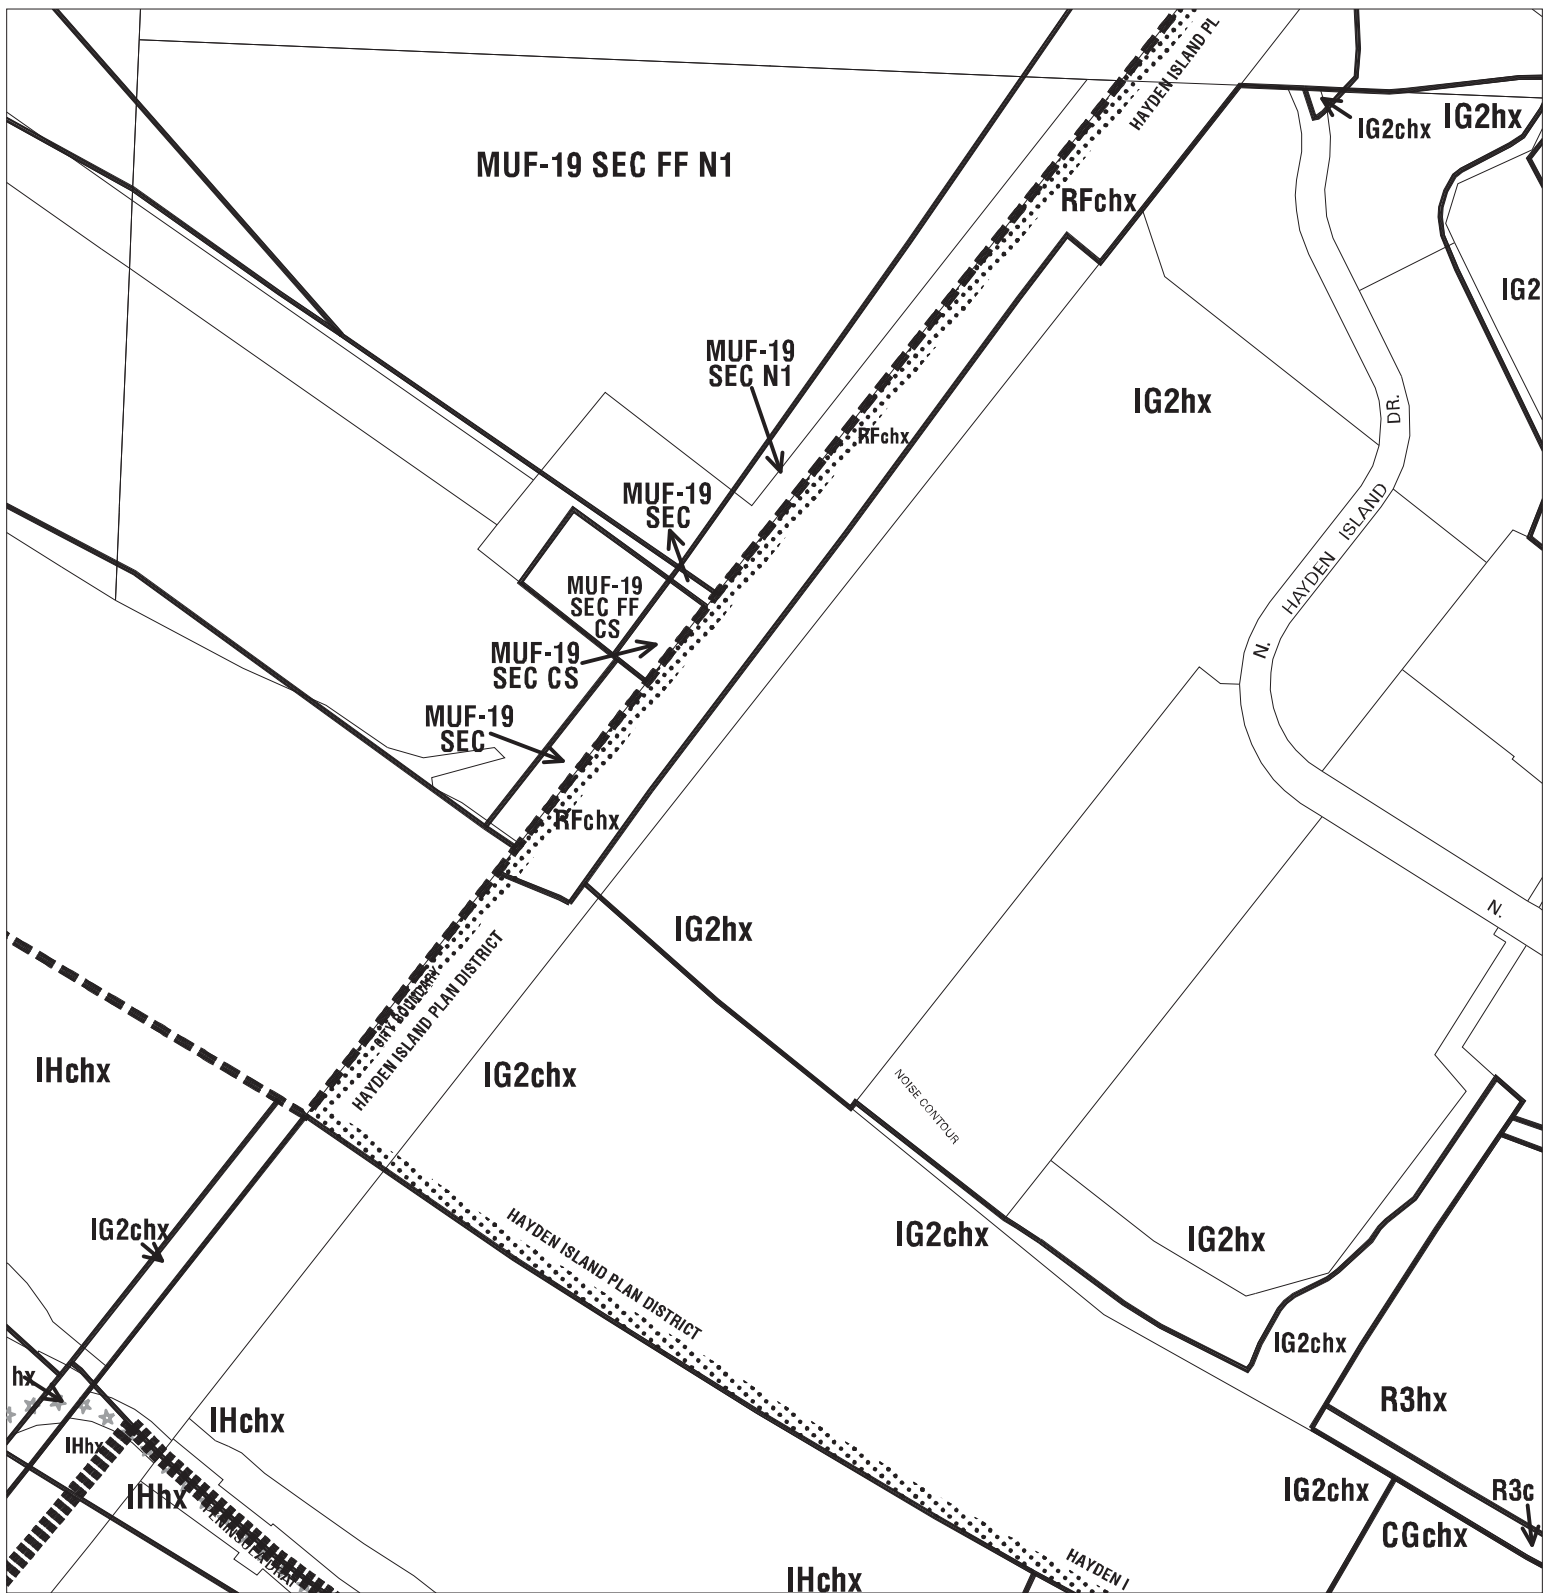 HAYDEN ISLAND PL
IG2chx
IG2hx
MUF-19 SEC FF N1
RFchx
IG2
MUF-19
SEC N1
IG2hx
DR.
RFchx
MUF-19
SEC
HAYDEN ISLAND
MUF-19
SEC FF
CS
N.
MUF-19
SEC CS
MUF-19
SEC
RFchx
N.
IG2hx
CITY BOUNDARY
HAYDEN ISLAND PLAN DISTRICT
IHchx
IG2chx
NOISE CONTOUR
IG2chx
HAYDEN ISLAND PLAN DISTRICT
IG2chx
IG2hx
IG2chx
hx
R3hx
IHchx
IHhx
IHhx
IG2chx
R3c
CGchx
HAYDEN I
IHchx